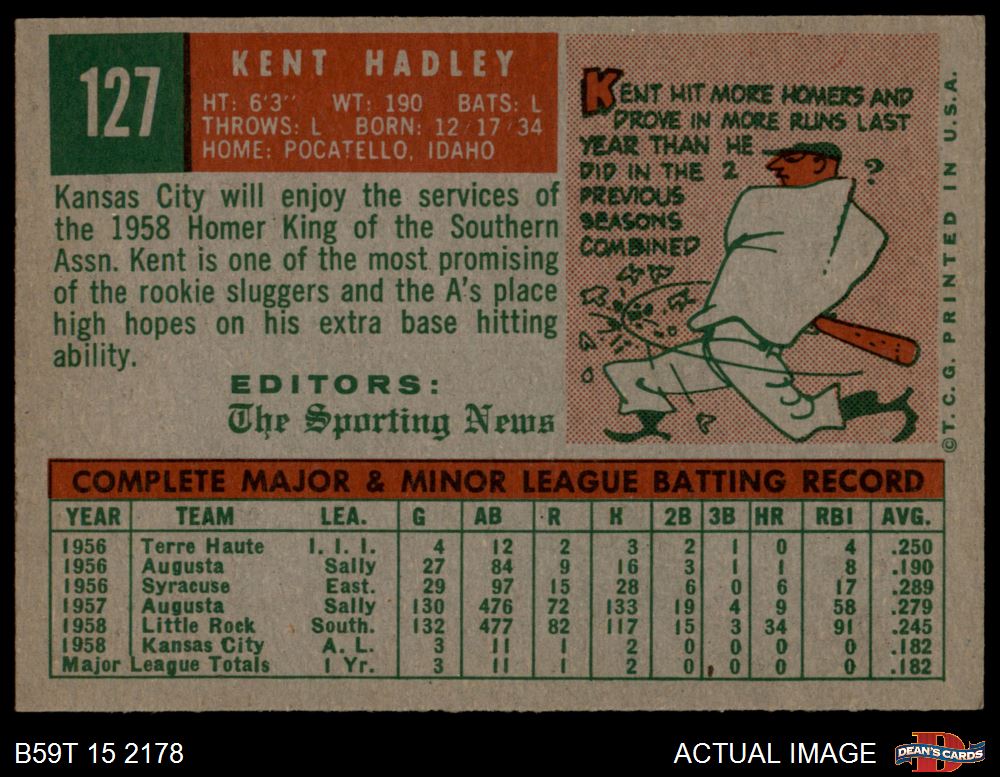 127
KENT HADLEY
HT: 6'3" WT: 190 BATS: L
THROWS: L BORN: 12/17/34
HOME: POCATELLO, IDAHO
Kansas City will enjoy the services of
the 1958 Homer King of the Southern
Assn. Kent is one of the most promising
of the rookie sluggers and the A's place
high hopes on his extra base hitting
ability.
EDITORS:
The Sporting News
KENT HIT MORE HOMERS AND
DROVE IN MORE RUNS LAST
YEAR THAN HE
DID IN THE 2
PREVIOUS
SEASONS
COMBINED
?
©T.C.G. PRINTED IN U.S.A.
COMPLETE MAJOR & MINOR LEAGUE BATTING RECORD
YEAR TEAM LEA. G AB R H 2B 3B HR RBI AVG.
1956 Terre Haute I. I. I. 4 12 2 3 2 1 0 4 .250
1956 Augusta Sally 27 84 9 16 3 1 1 8 .190
1956 Syracuse East. 29 97 15 28 6 0 6 17 .289
1957 Augusta Sally 130 476 72 133 19 4 9 58 .279
1958 Little Rock South. 132 477 82 117 15 3 34 91 .245
1958 Kansas City A. L. 3 11 1 2 0 0 0 0 .182
Major League Totals 1 Yr. 3 11 1 2 0 0 0 0 .182
B59T 15 2178
ACTUAL IMAGE
D
DEAN'S CARDS